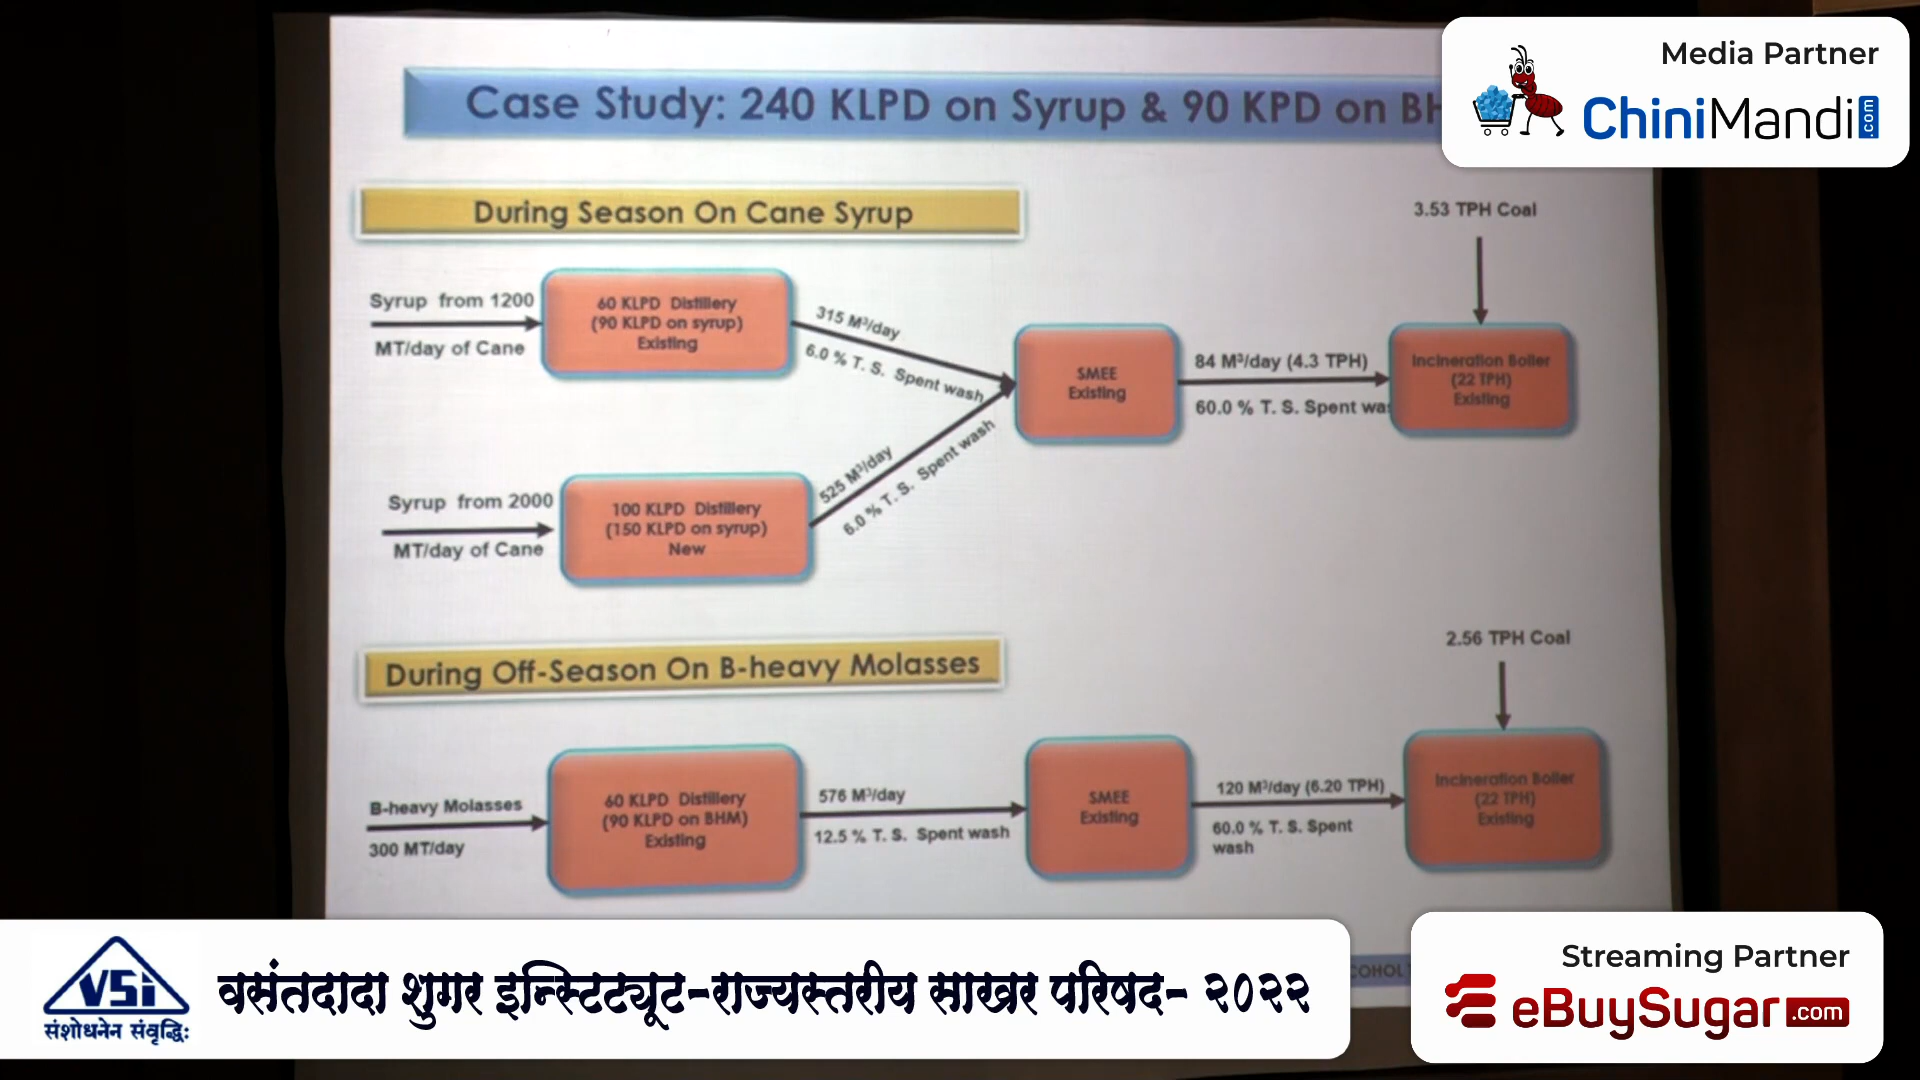 Case Study: 240 KLPD on Syrup & 90 KPD on
Media Partner
ChiniMandi.com
During Season On Cane Syrup
3.53 TPH Coal
Syrup from 1200
MT/day of Cane
60 KLPD Distillery
(90 KLPD on syrup)
Existing
315 M³/day
6.0 % T. S. Spent wash
SMEE
Existing
84 M³/day (4.3 TPH)
60.0 % T. S. Spent
Incineration Boiler
(22 TPH)
Existing
Syrup from 2000
MT/day of Cane
100 KLPD Distillery
(150 KLPD on syrup)
New
525 M³/day
6.0 % T. S. Spent wash
During Off-Season On B-heavy Molasses
2.56 TPH Coal
B-heavy Molasses
300 MT/day
60 KLPD Distillery
(90 KLPD on BHM)
Existing
576 M³/day
12.5 % T. S. Spent wash
SMEE
Existing
120 M³/day (6.20 TPH)
60.0 % T. S. Spent
wash
Incineration Boiler
(22 TPH)
Existing
VSI
संशोधनेन संवृद्धिः
वसंतदादा शुगर इन्स्टिट्यूट-राज्यस्तरीय साखर परिषद- २०२२
Streaming Partner
eBuySugar.com